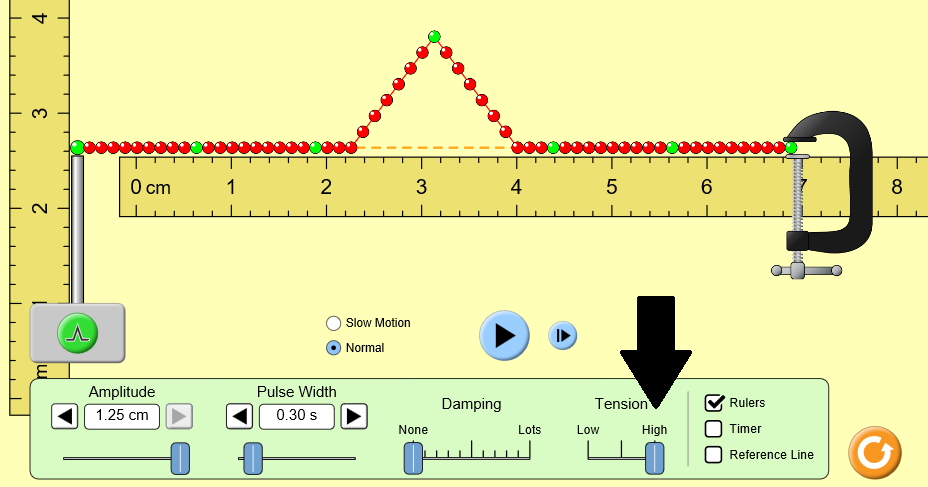 4
3
2
1
0 cm 1 2 3 4 5 6 7 8
Slow Motion
Normal
Amplitude
1.25 cm
Pulse Width
0.30 s
Damping
None Lots
Tension
Low High
Rulers
Timer
Reference Line